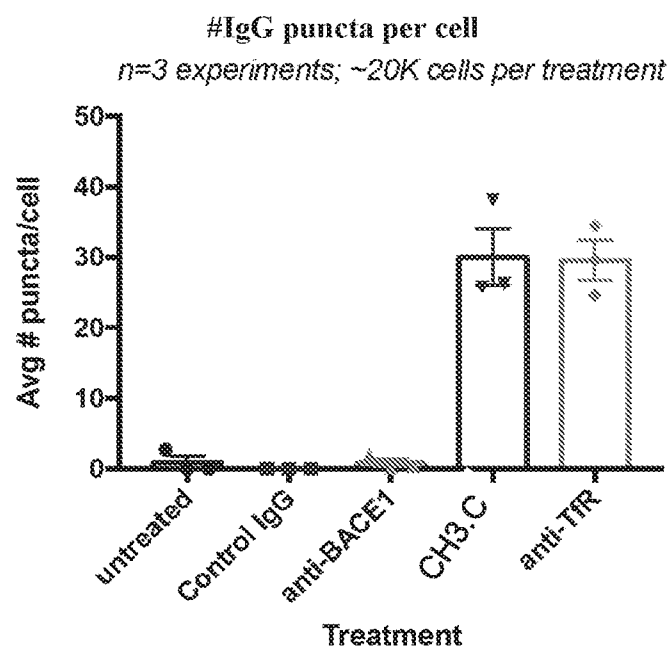 #IgG puncta per cell
n=3 experiments; ~20K cells per treatment
Avg # puncta/cell
50
40
30
20
10
0
untreated
Control IgG
anti-BACE1
CH3.C
anti-TfR
Treatment